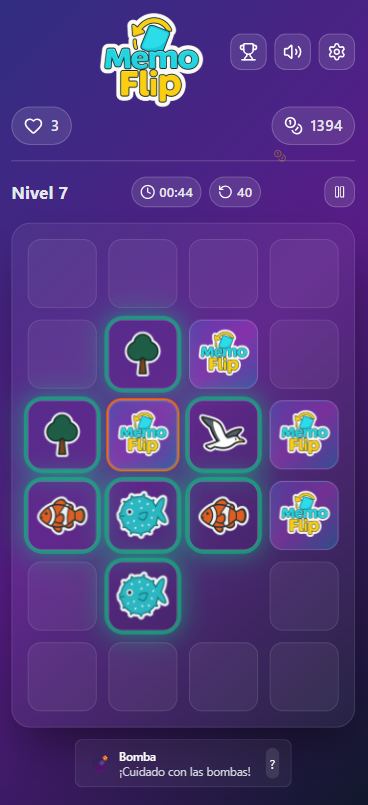 Memo
Flip
3
1394
Nivel 7
00:44
40
Memo
Flip
Memo
Flip
Memo
Flip
Memo
Flip
Bomba
¡Cuidado con las bombas!
?